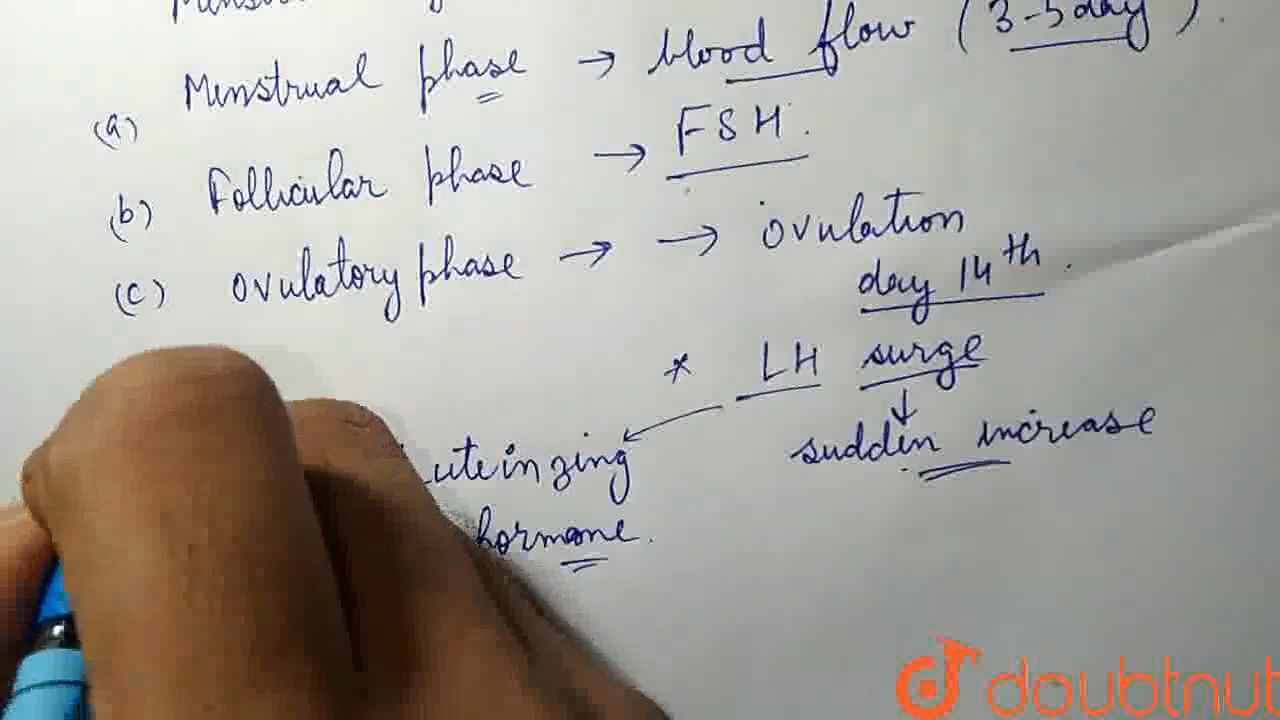 (a) Menstrual phase → blood flow (3-5 day).
(b) Follicular phase → FSH.
(c) Ovulatory phase → → ovulation
day 14th.
* LH surge
↓
sudden increase
Luteinzing
hormone.
doubtnut